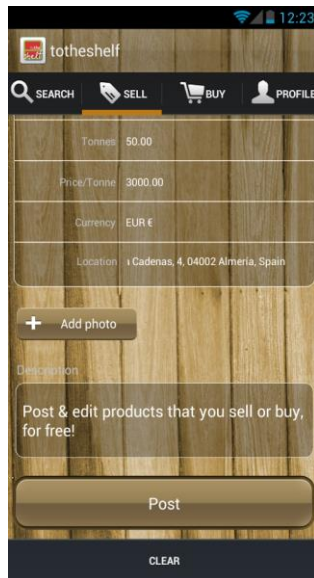 12:23
totheshelf
SEARCH SELL BUY PROFILE
Tonnes 50.00
Price/Tonne 3000.00
Currency EUR €
Location Cadenas, 4, 04002 Almería, Spain
+ Add photo
Description
Post & edit products that you sell or buy,
for free!
Post
CLEAR